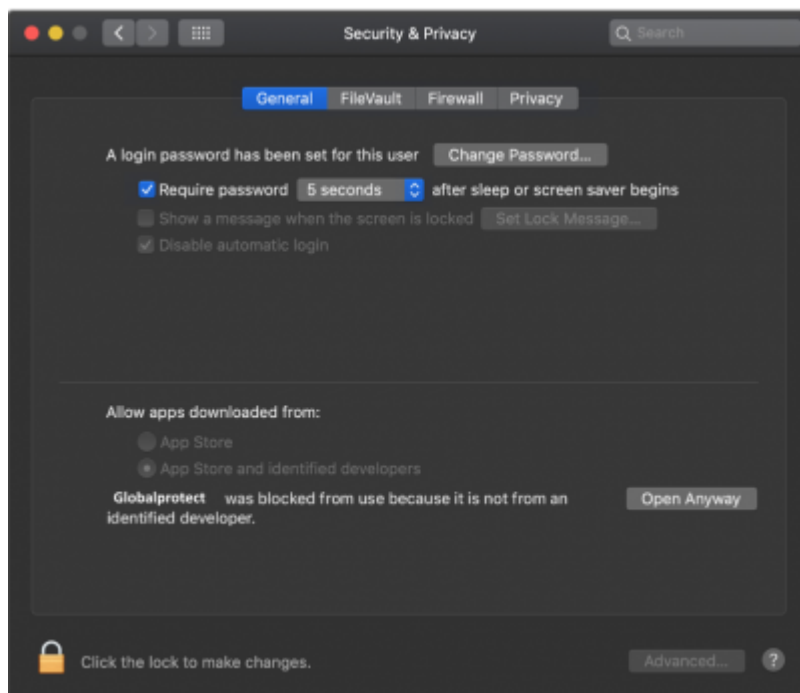 Security & Privacy
Search
General FileVault Firewall Privacy
A login password has been set for this user Change Password...
Require password 5 seconds after sleep or screen saver begins
Show a message when the screen is locked Set Lock Message...
Disable automatic login
Allow apps downloaded from:
App Store
App Store and identified developers
Globalprotect was blocked from use because it is not from an
identified developer.
Open Anyway
Click the lock to make changes.
Advanced...
?